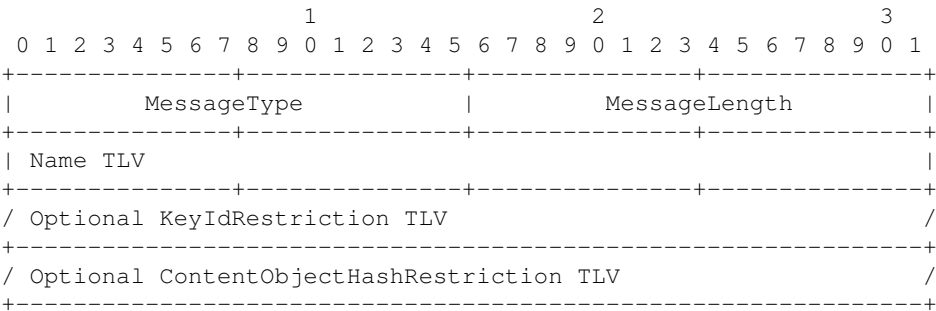 1                   2                   3
 0 1 2 3 4 5 6 7 8 9 0 1 2 3 4 5 6 7 8 9 0 1 2 3 4 5 6 7 8 9 0 1
+---------------+---------------+---------------+---------------+
|         MessageType           |         MessageLength         |
+---------------+---------------+---------------+---------------+
| Name TLV                                                      |
+---------------+---------------+---------------+---------------+
/ Optional KeyIdRestriction TLV                                 /
+---------------------------------------------------------------+
/ Optional ContentObjectHashRestriction TLV                     /
+---------------------------------------------------------------+